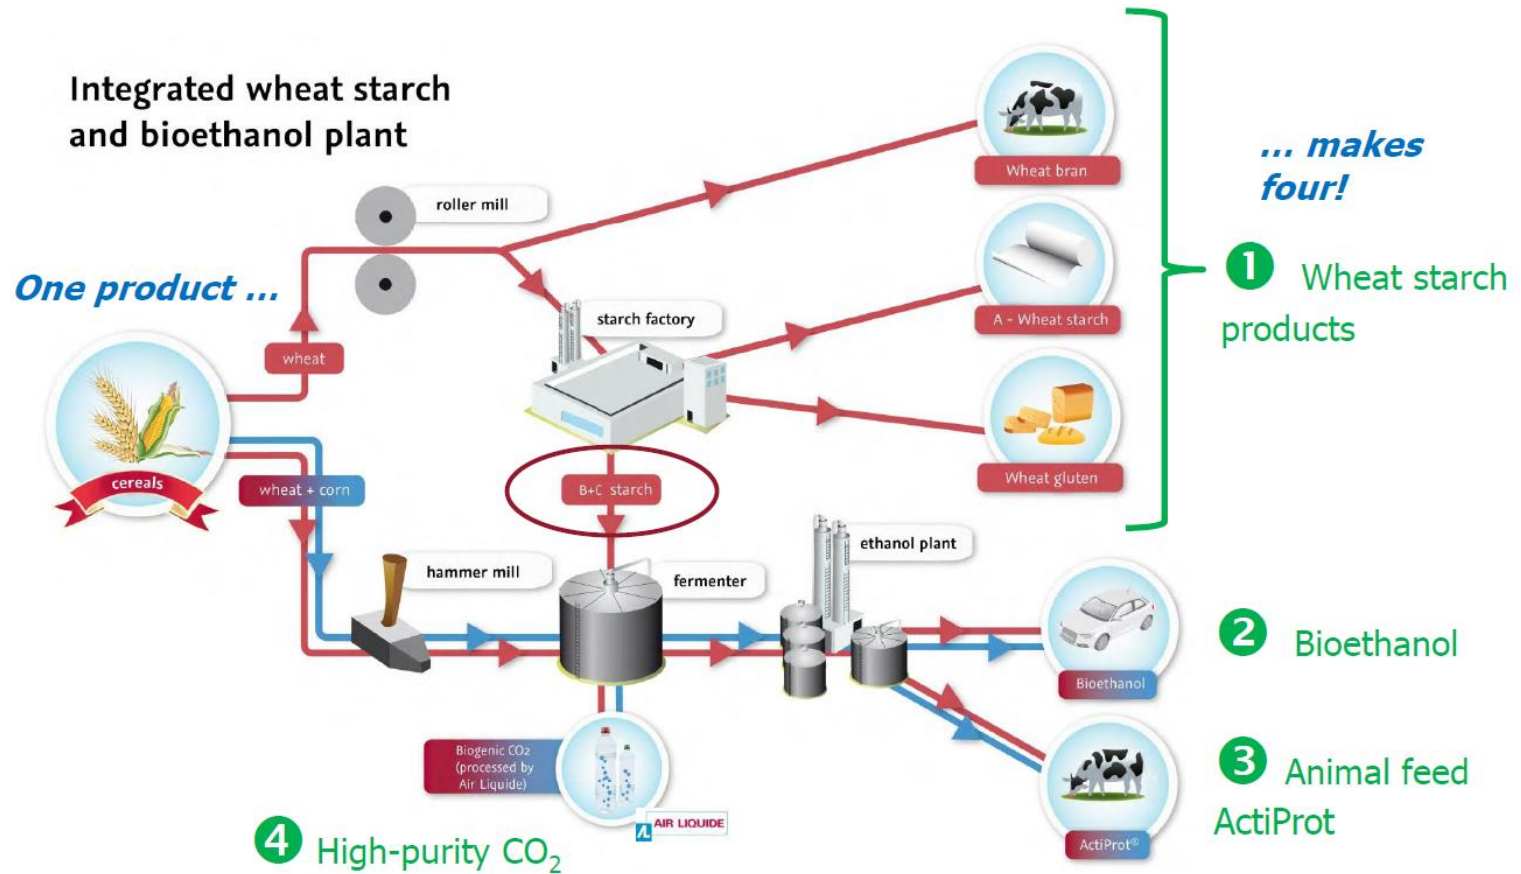 Integrated wheat starch
and bioethanol plant
One product ...
... makes
four!
roller mill
wheat
cereals
wheat + corn
starch factory
B+C starch
hammer mill
fermenter
ethanol plant
Wheat bran
A - Wheat starch
Wheat gluten
Bioethanol
ActiProt®
Biogenic CO₂
(processed by
Air Liquide)
AL AIR LIQUIDE
1 Wheat starch
products
2 Bioethanol
3 Animal feed
ActiProt
4 High-purity CO₂